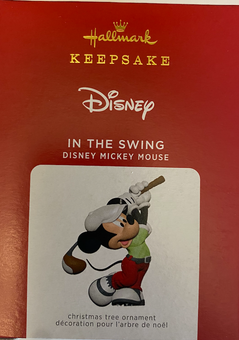 Hallmark
KEEPSAKE
Disney
IN THE SWING
DISNEY MICKEY MOUSE
christmas tree ornament
décoration pour l'arbre de noël